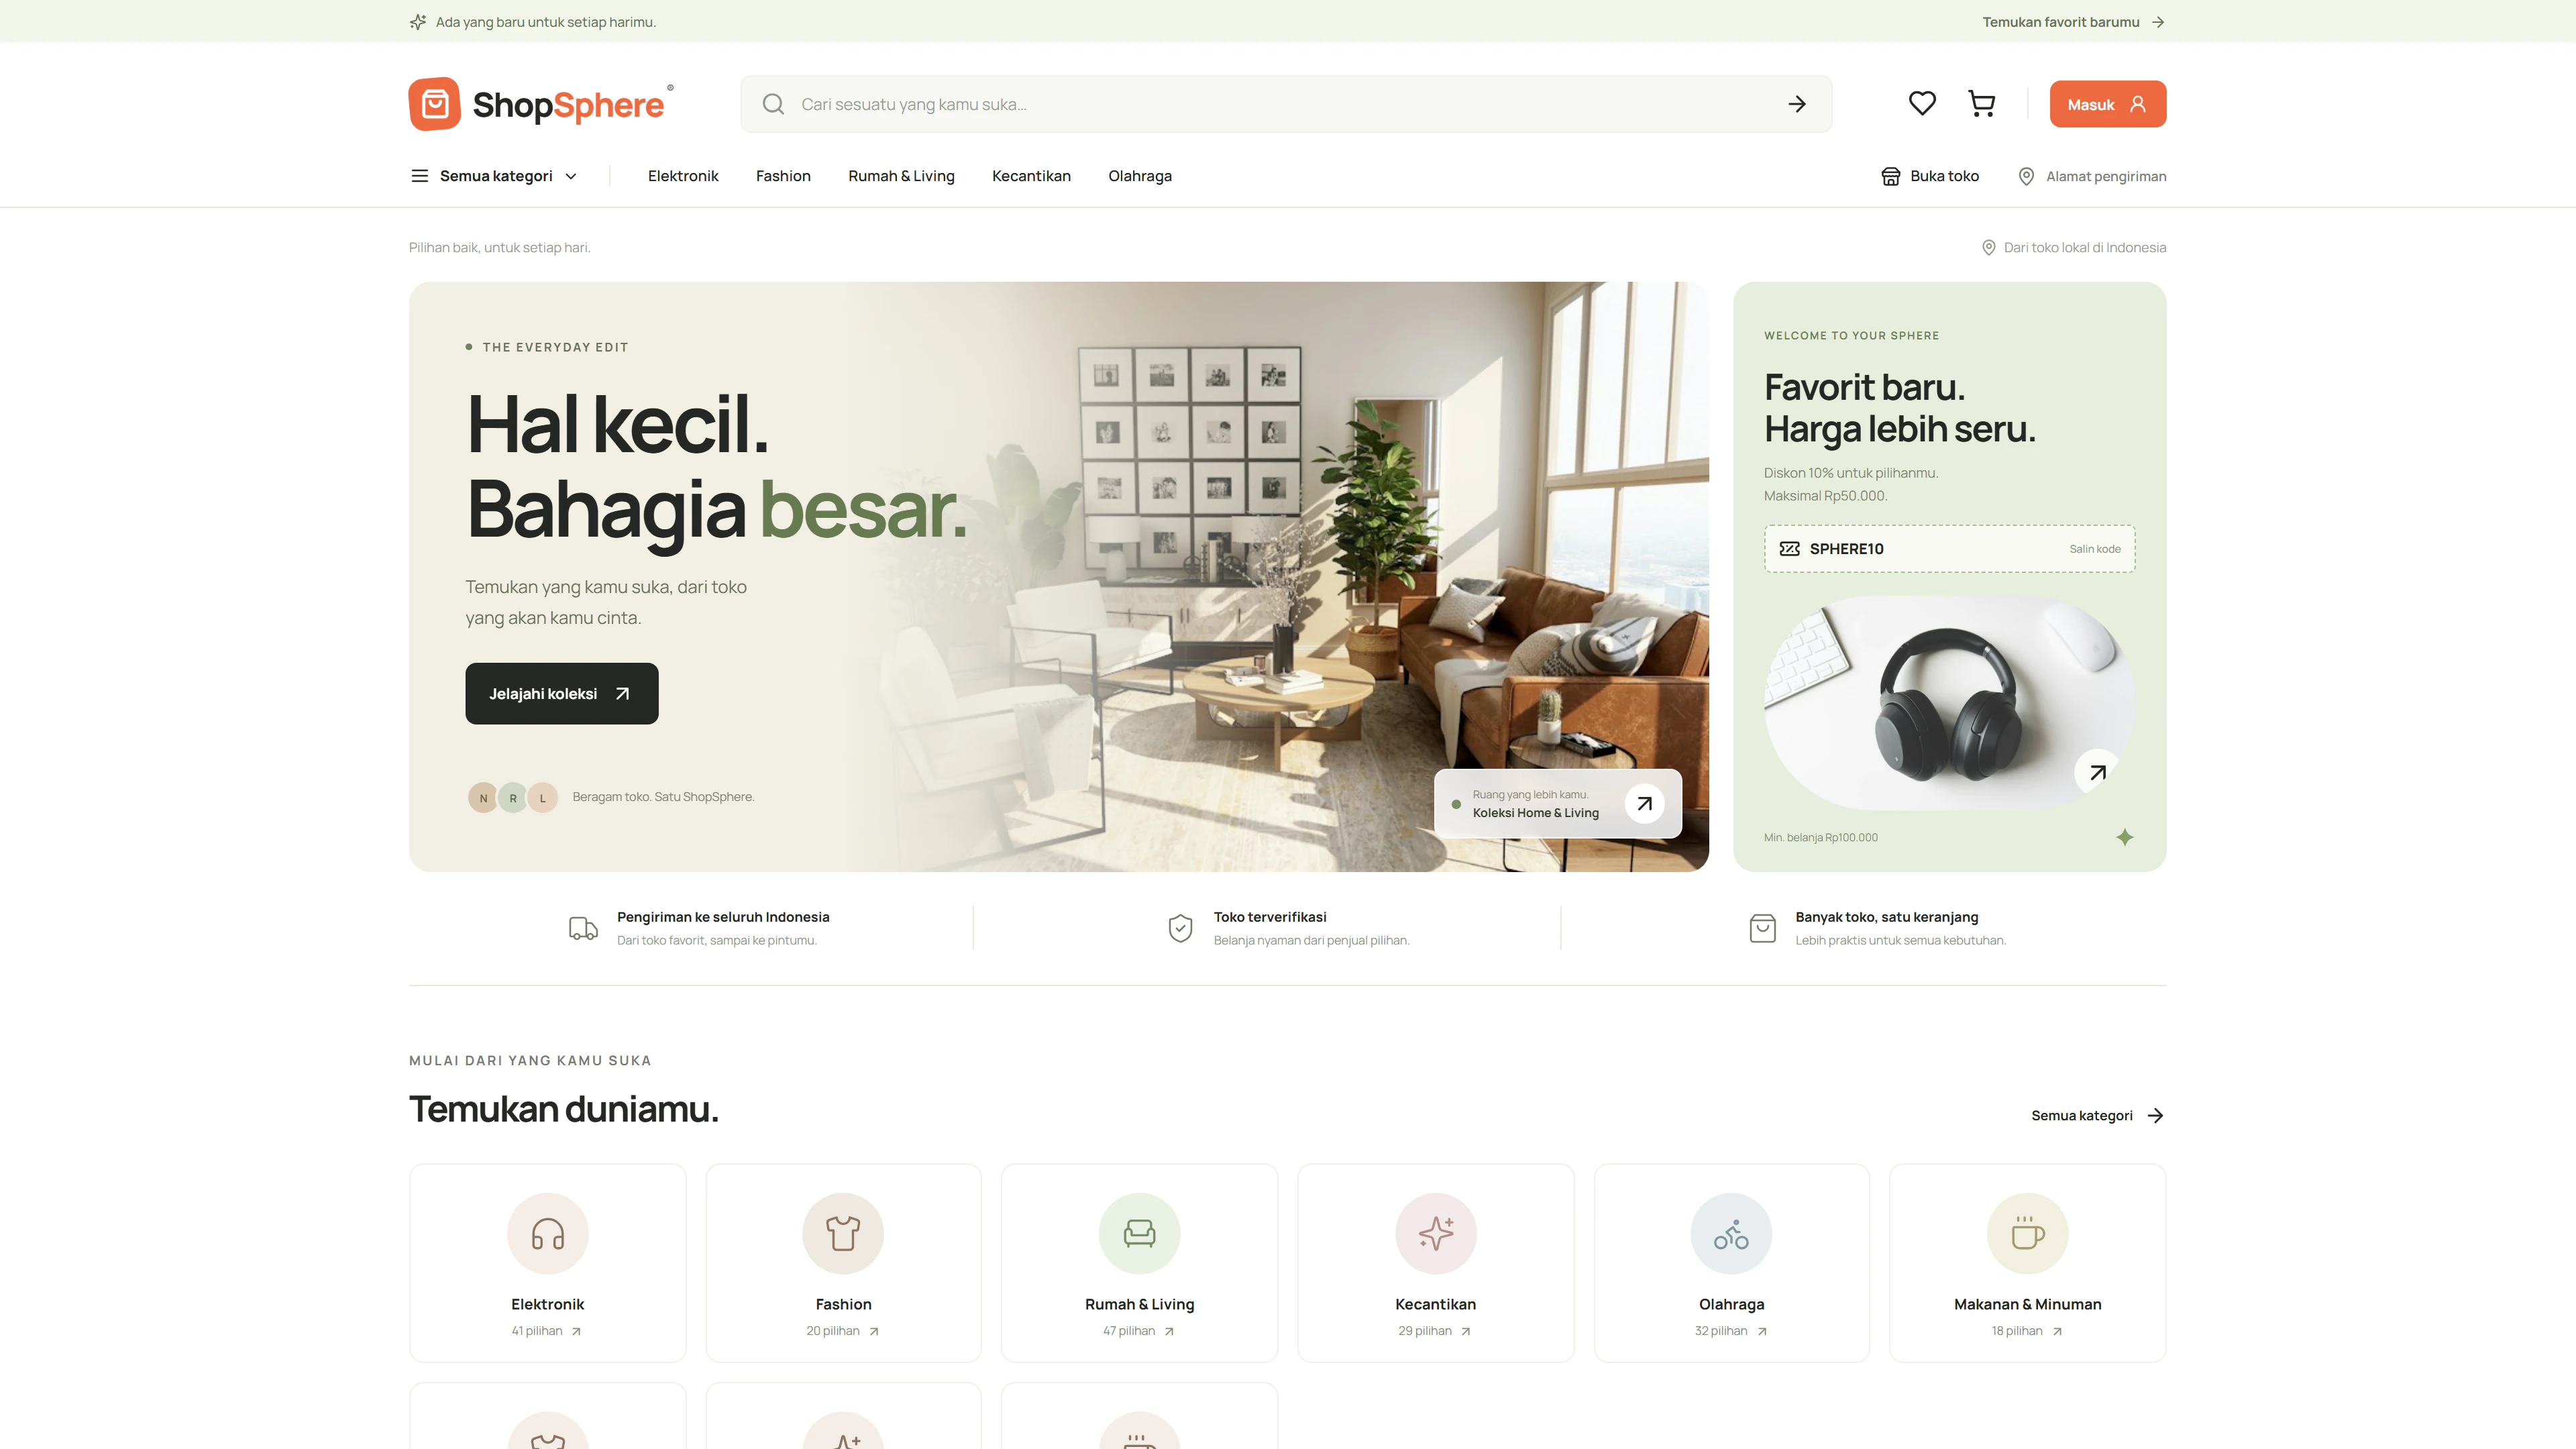 Ada yang baru untuk setiap harimu.
Temukan favorit barumu
ShopSphere
Cari sesuatu yang kamu suka...
Masuk
Semua kategori
Elektronik
Fashion
Rumah & Living
Kecantikan
Olahraga
Buka toko
Alamat pengiriman
Pilihan baik, untuk setiap hari.
Dari toko lokal di Indonesia
THE EVERYDAY EDIT
Hal kecil.
Bahagia besar.
Temukan yang kamu suka, dari toko
yang akan kamu cinta.
Jelajahi koleksi
N R L
Beragam toko. Satu ShopSphere.
Ruang yang lebih kamu.
Koleksi Home & Living
WELCOME TO YOUR SPHERE
Favorit baru.
Harga lebih seru.
Diskon 10% untuk pilihanmu.
Maksimal Rp50.000.
SPHERE10
Salin kode
Min. belanja Rp100.000
Pengiriman ke seluruh Indonesia
Dari toko favorit, sampai ke pintumu.
Toko terverifikasi
Belanja nyaman dari penjual pilihan.
Banyak toko, satu keranjang
Lebih praktis untuk semua kebutuhan.
MULAI DARI YANG KAMU SUKA
Temukan duniamu.
Semua kategori
Elektronik
41 pilihan
Fashion
20 pilihan
Rumah & Living
47 pilihan
Kecantikan
29 pilihan
Olahraga
32 pilihan
Makanan & Minuman
18 pilihan